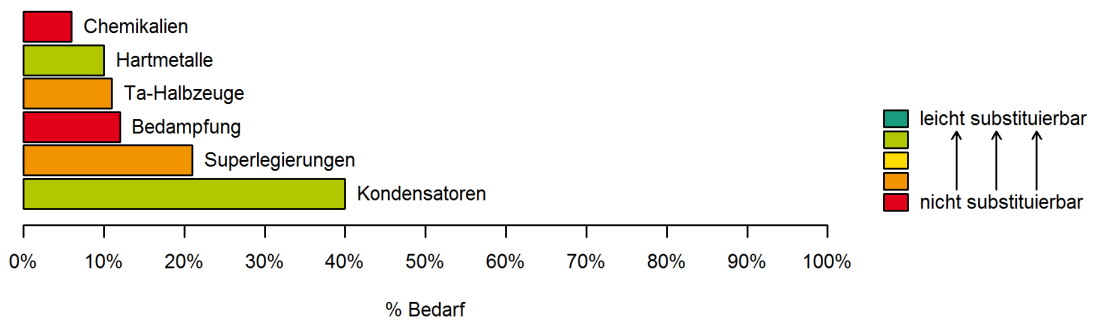 Chemikalien
Hartmetalle
Ta-Halbzeuge
Bedampfung
Superlegierungen
Kondensatoren
0% 10% 20% 30% 40% 50% 60% 70% 80% 90% 100%
% Bedarf
leicht substituierbar
nicht substituierbar